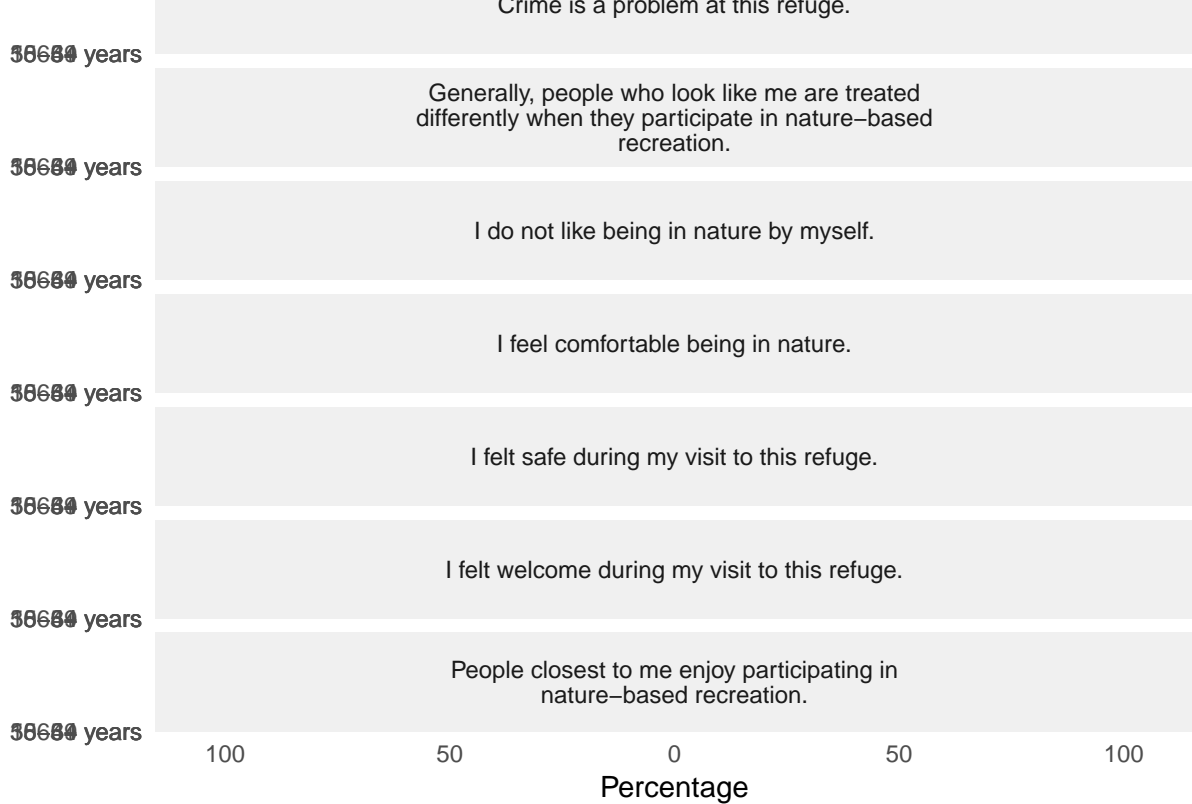 Crime is a problem at this refuge.
years
Generally, people who look like me are treated
differently when they participate in nature–based
recreation.
years
I do not like being in nature by myself.
years
I feel comfortable being in nature.
years
I felt safe during my visit to this refuge.
years
I felt welcome during my visit to this refuge.
years
People closest to me enjoy participating in
nature–based recreation.
years
100 50 0 50 100
Percentage